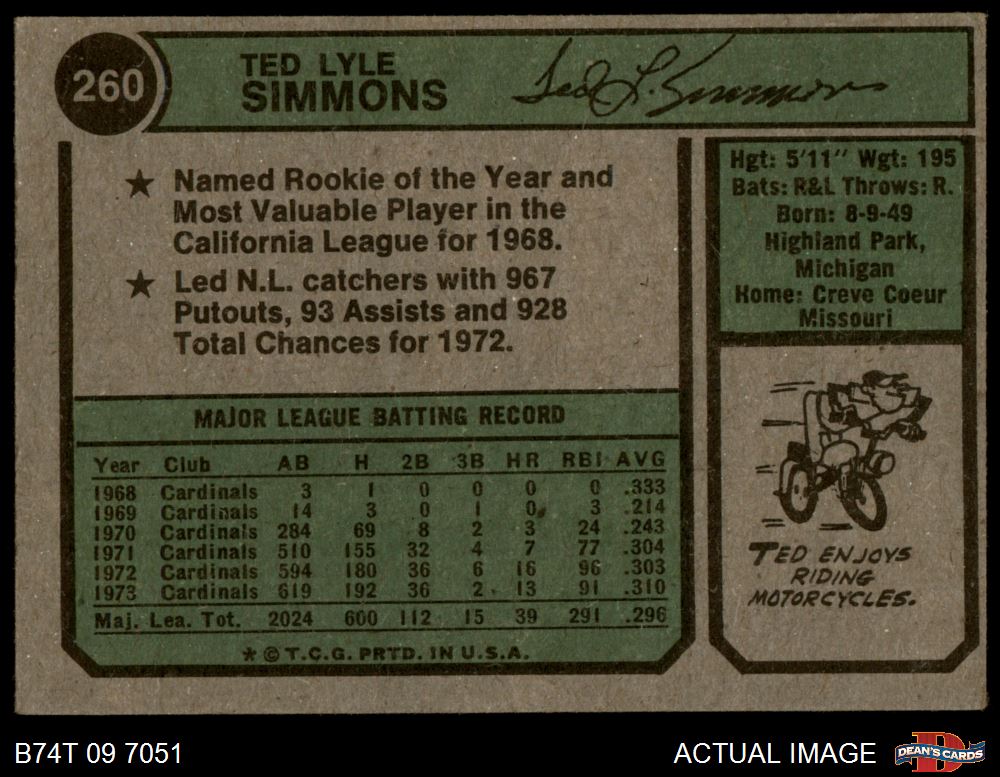 260
TED LYLE
SIMMONS
Ted L. Simmons
★ Named Rookie of the Year and
Most Valuable Player in the
California League for 1968.
★ Led N.L. catchers with 967
Putouts, 93 Assists and 928
Total Chances for 1972.
Hgt: 5'11" Wgt: 195
Bats: R&L Throws: R.
Born: 8-9-49
Highland Park,
Michigan
Home: Creve Coeur
Missouri
MAJOR LEAGUE BATTING RECORD
Year Club AB H 2B 3B HR RBI AVG
1968 Cardinals 3 1 0 0 0 0 .333
1969 Cardinals 14 3 0 1 0 3 .214
1970 Cardinals 284 69 8 2 3 24 .243
1971 Cardinals 510 155 32 4 7 77 .304
1972 Cardinals 594 180 36 6 16 96 .303
1973 Cardinals 619 192 36 2 13 91 .310
Maj. Lea. Tot. 2024 600 112 15 39 291 .296
★ © T.C.G. PRTD. IN U.S.A.
TED ENJOYS
RIDING
MOTORCYCLES.
B74T 09 7051
ACTUAL IMAGE
DEAN'S CARDS